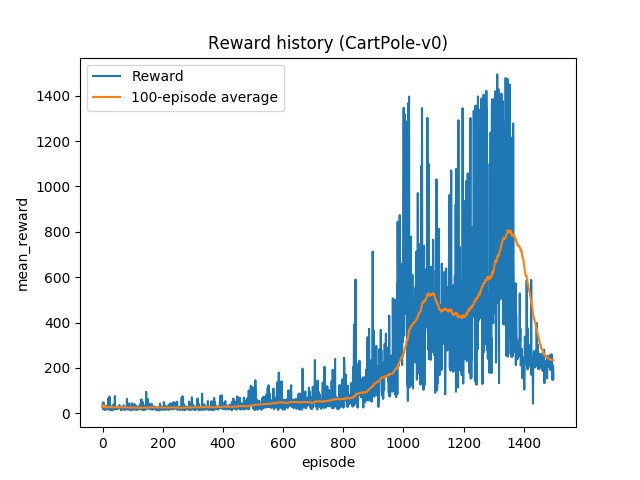 Reward history (CartPole-v0)
Reward
100-episode average
mean_reward
1400
1200
1000
800
600
400
200
0
0 200 400 600 800 1000 1200 1400
episode